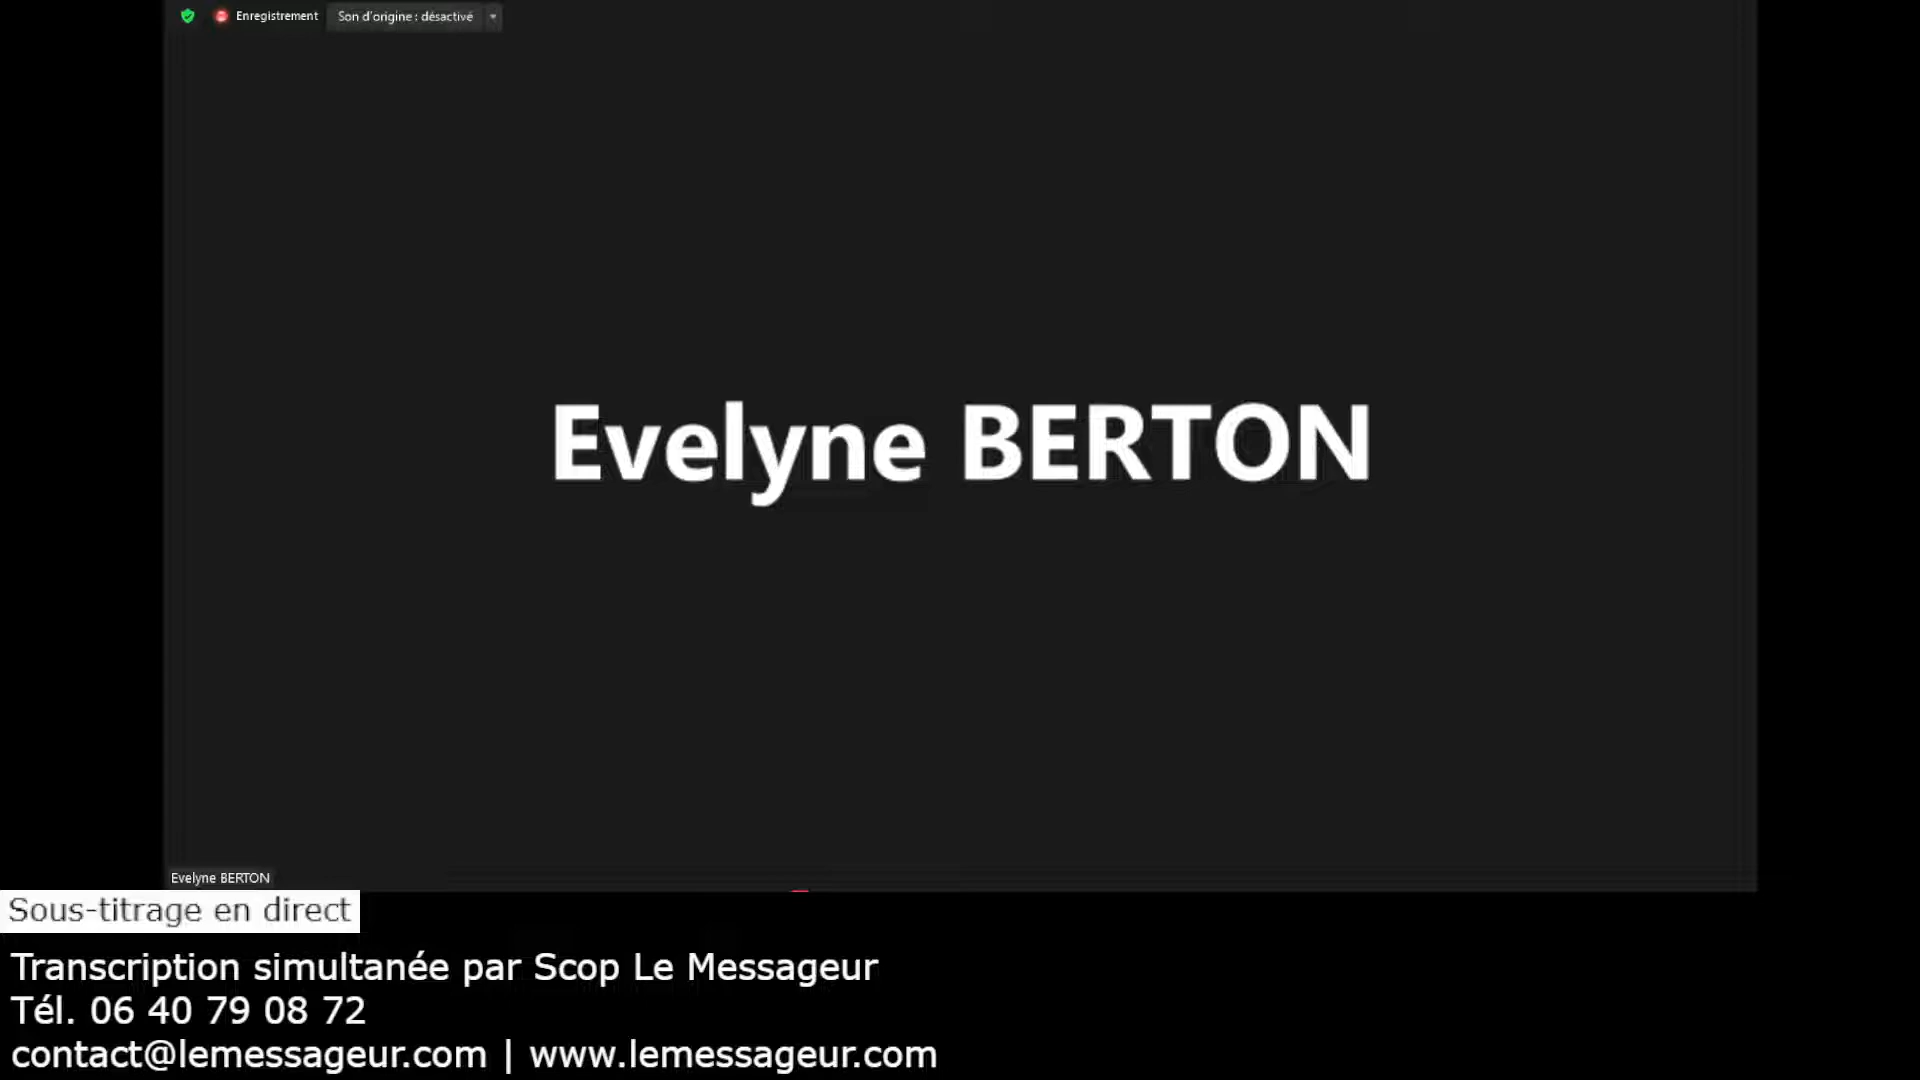 Enregistrement Son d'origine : désactivé
Evelyne BERTON
Evelyne BERTON
Sous-titrage en direct
Transcription simultanée par Scop Le Messageur
Tél. 06 40 79 08 72
contact@lemessageur.com | www.lemessageur.com